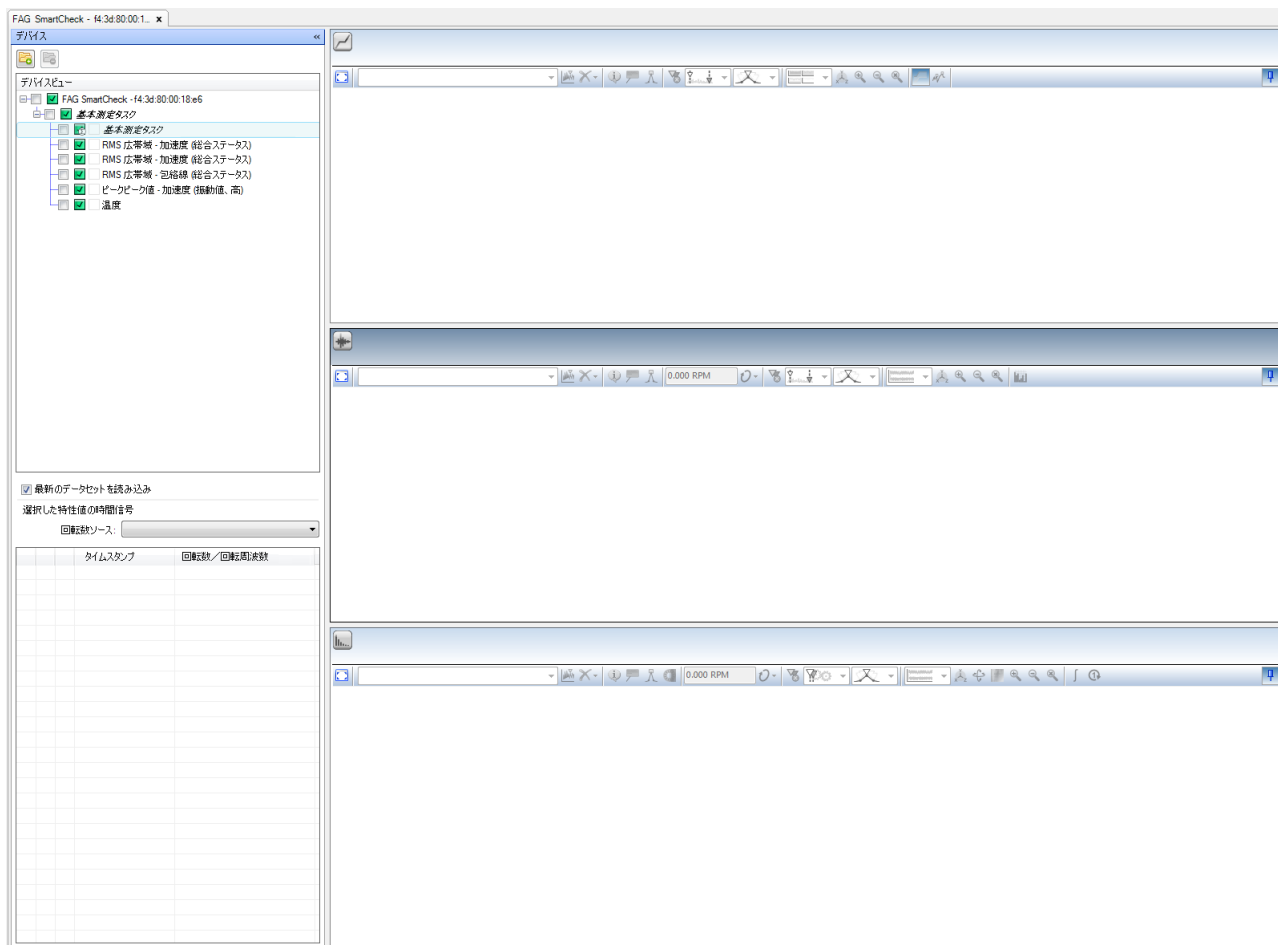 FAG SmartCheck - f4:3d:80:00:1... x
デバイス «
デバイスビュー
FAG SmartCheck - f4:3d:80:00:18:e6
基本測定タスク
基本測定タスク
RMS 広帯域 - 加速度 (総合ステータス)
RMS 広帯域 - 加速度 (総合ステータス)
RMS 広帯域 - 包絡線 (総合ステータス)
ピークピーク値 - 加速度 (振動値、高)
温度
0.000 RPM
最新のデータセットを読み込み
選択した特性値の時間信号
回転数ソース:
タイムスタンプ 回転数／回転周波数
0.000 RPM